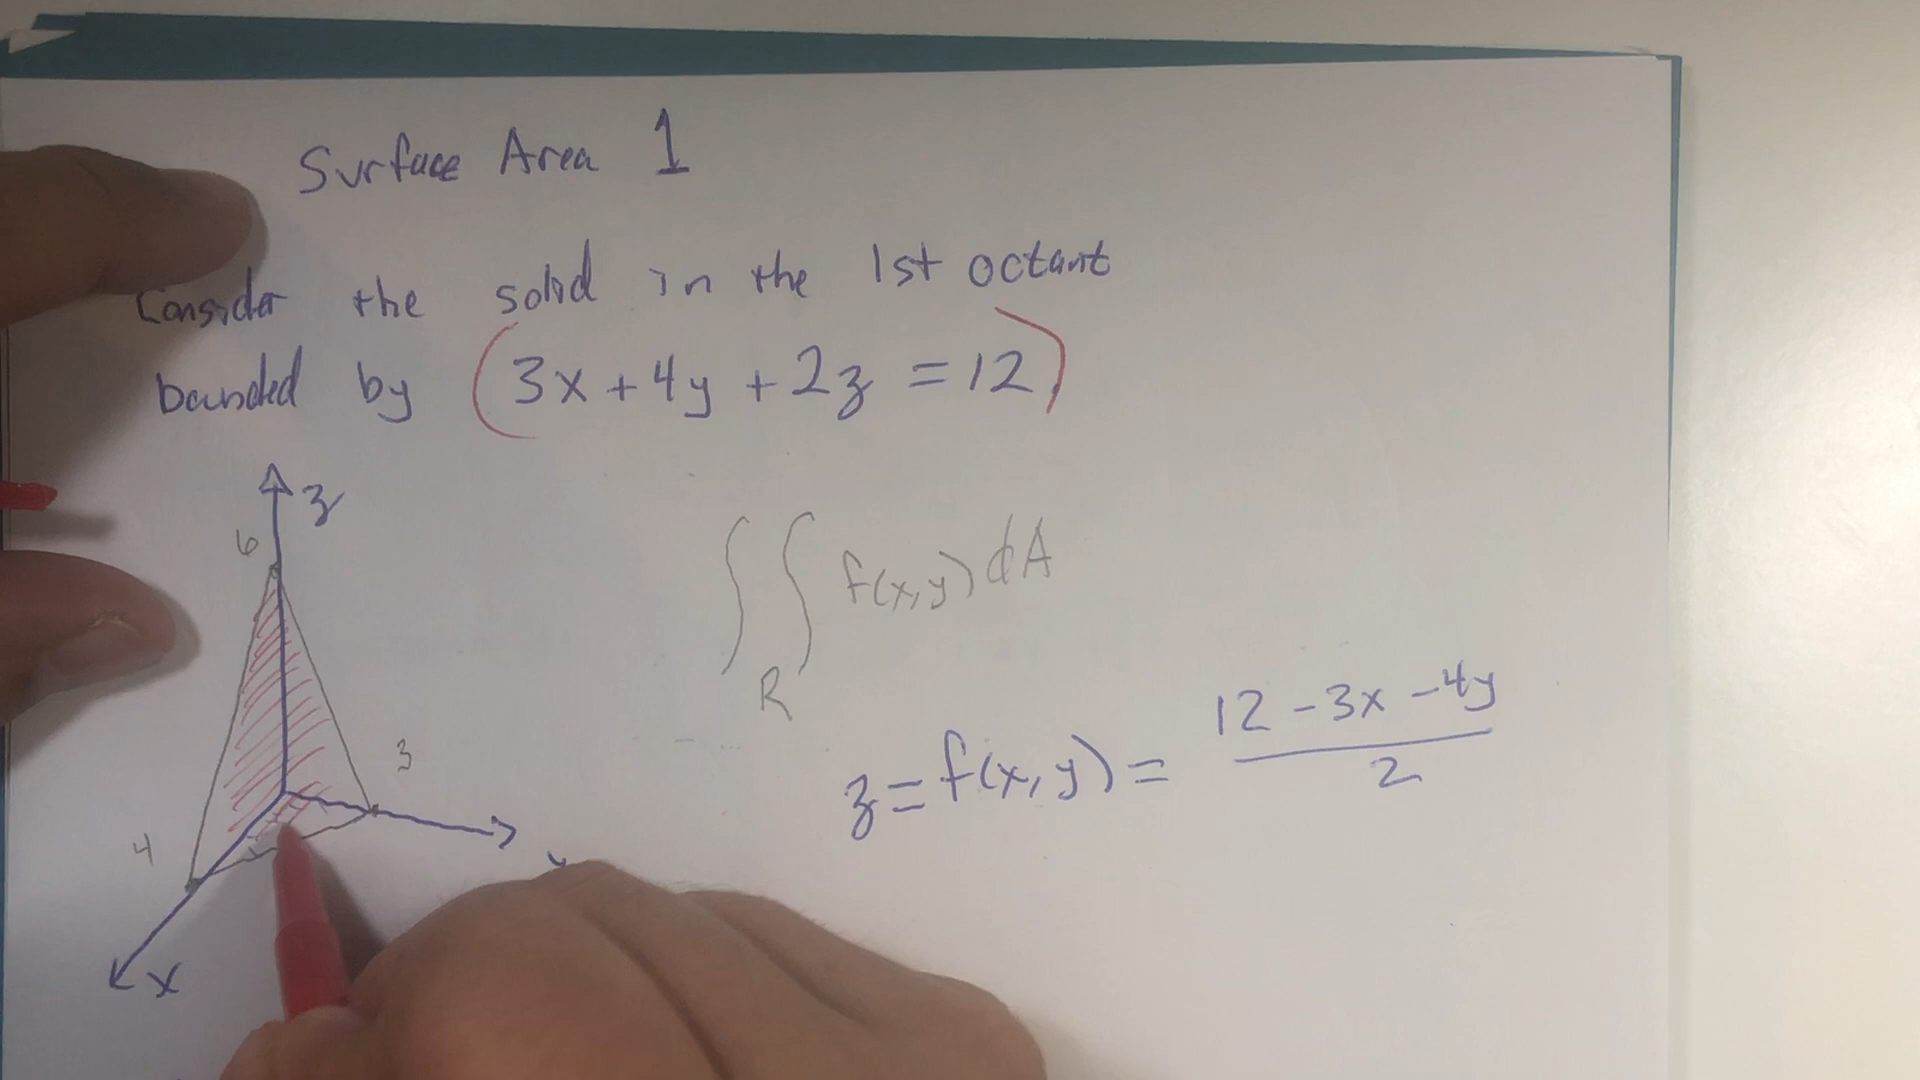 Surface Area 1
Consider the solid in the 1st octant
bounded by (3x + 4y + 2z = 12)
z
6
3
4
x
∫∫ f(x,y) dA
R
z = f(x,y) = (12 - 3x - 4y)/2